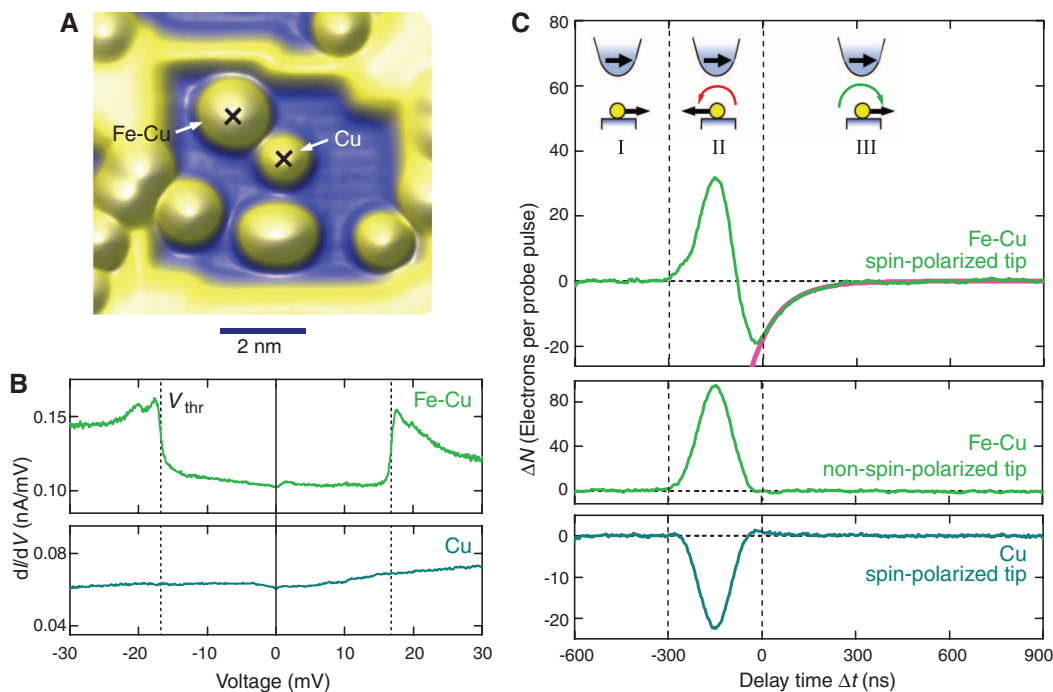 A
Fe-Cu
Cu
2 nm
B
dI/dV (nA/mV)
0.15
0.10
V thr
Fe-Cu
0.08
0.04
Cu
-30
-20
-10
0
10
20
30
Voltage (mV)
C
ΔN (Electrons per probe pulse)
80
60
40
20
0
-20
I
II
III
Fe-Cu
spin-polarized tip
80
40
0
Fe-Cu
non-spin-polarized tip
0
-10
-20
Cu
spin-polarized tip
-600
-300
0
300
600
900
Delay time Δt (ns)